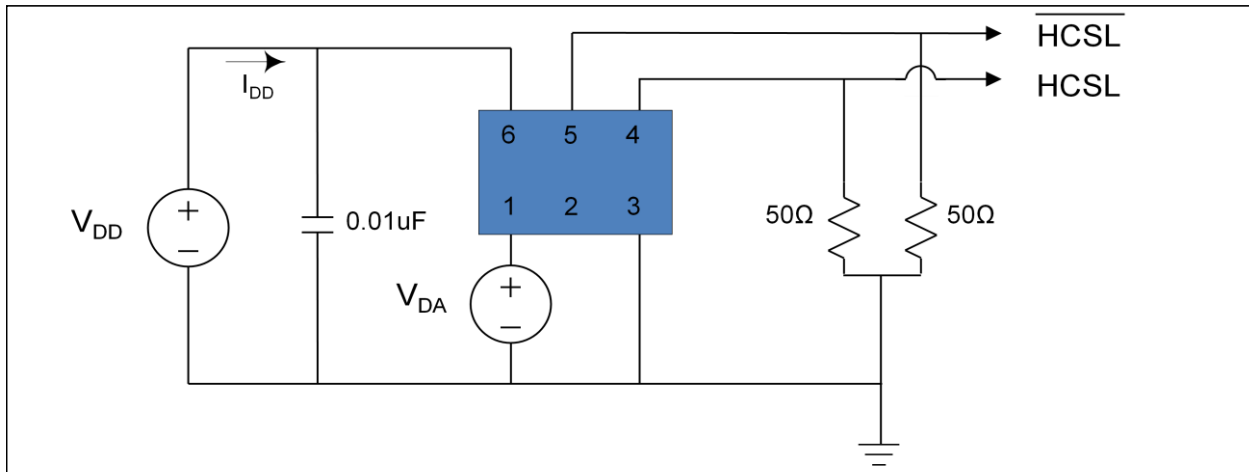 HCSL
HCSL
I_DD
6 5 4
1 2 3
V_DD
+
−
0.01uF
V_DA
+
−
50Ω
50Ω